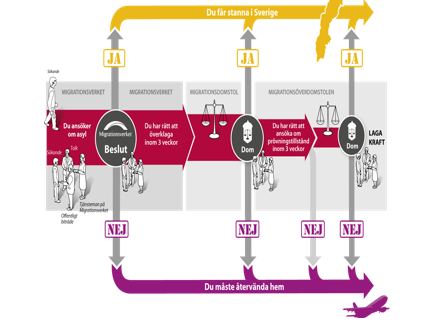 Du får stanna i Sverige
JA
JA
JA
Sökande
MIGRATIONSVERKET
MIGRATIONSVERKET
MIGRATIONSDOMSTOL
MIGRATIONSÖVERDOMSTOLEN
Du ansöker
om asyl
Migrationsverket
Beslut
Du har rätt att
överklaga
inom 3 veckor
Dom
Du har rätt att
ansöka om
prövningstillstånd
inom 3 veckor
Dom
LAGA
KRAFT
Sökande
Tolk
Tjänsteman på
Migrationsverket
Offentligt
biträde
NEJ
NEJ
NEJ
NEJ
Du måste återvända hem